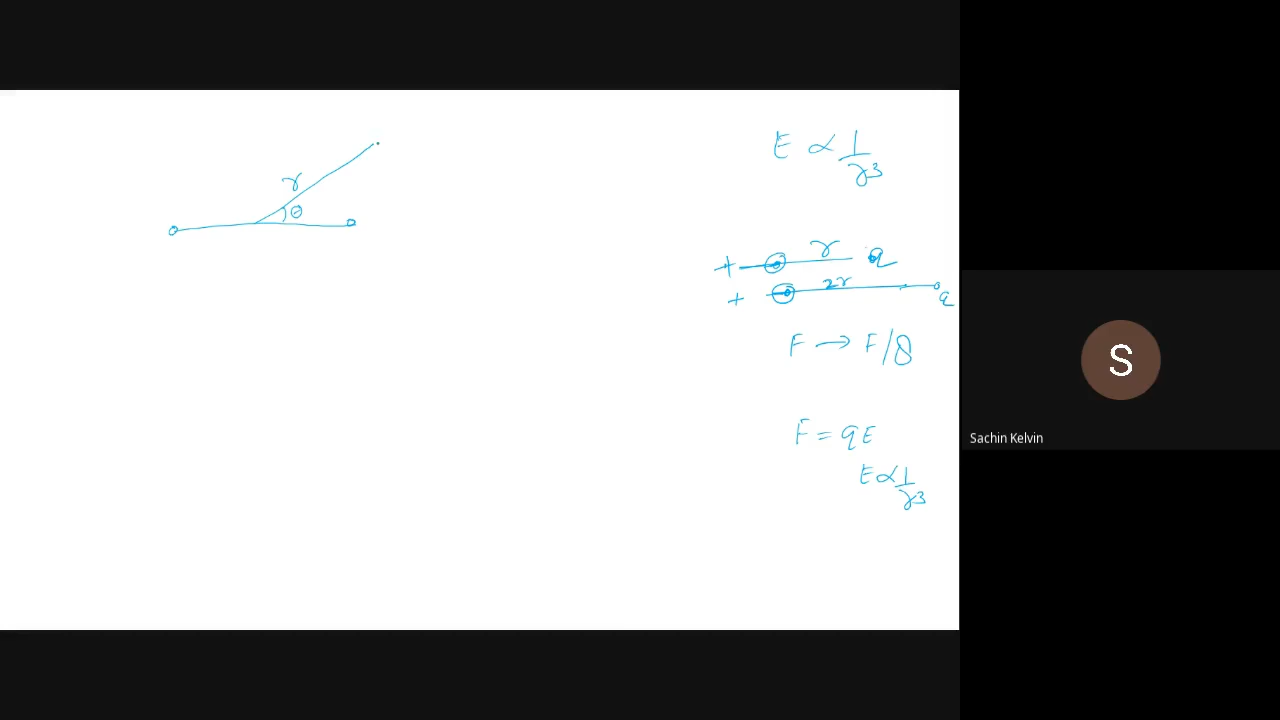 r
θ
E ∝ 1/r³
+ r q
+ 2r q
F → F/8
F = qE
E ∝ 1/r³
S
Sachin Kelvin